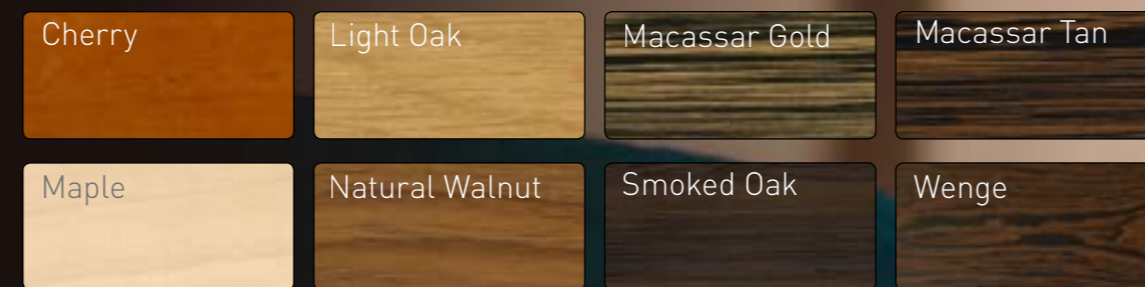 Cherry
Light Oak
Macassar Gold
Macassar Tan
Maple
Natural Walnut
Smoked Oak
Wenge